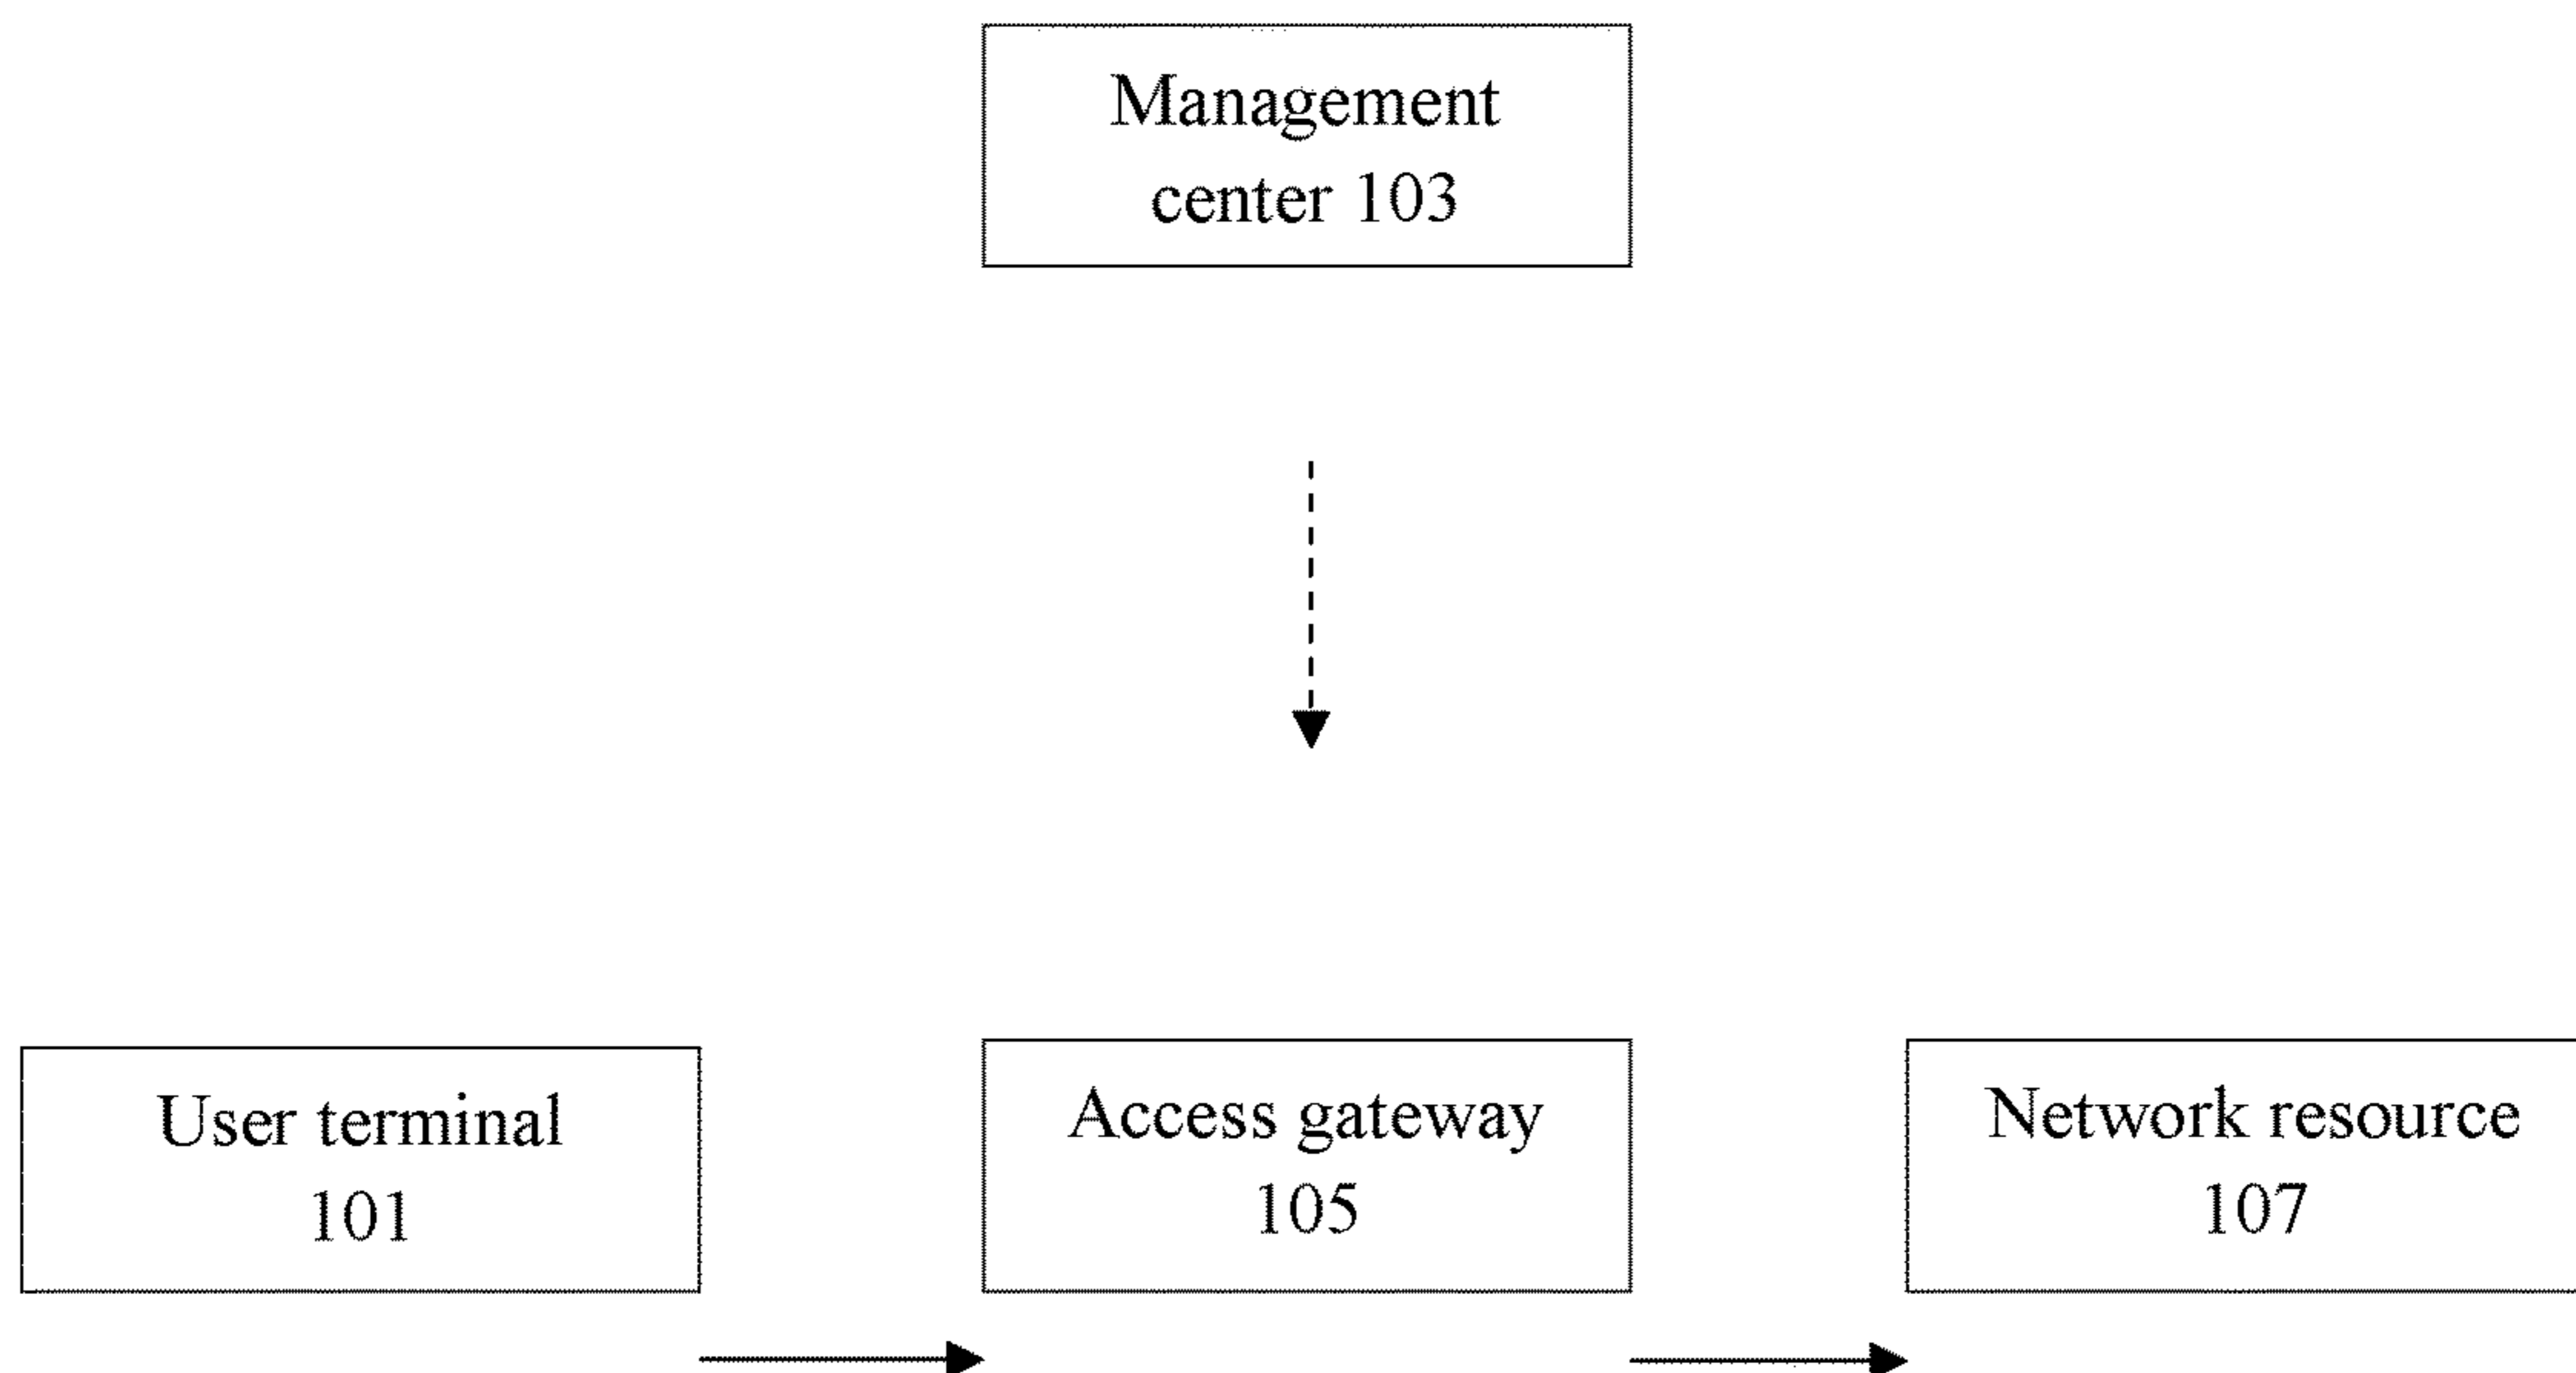 Management
center 103
User terminal
101
Access gateway
105
Network resource
107